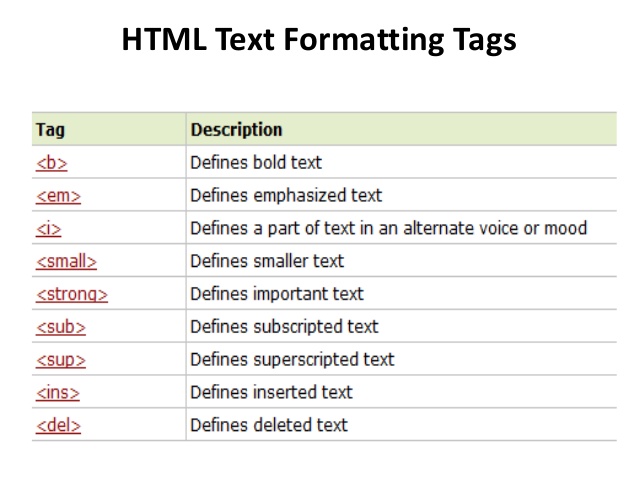 HTML Text Formatting Tags
Tag Description
<b> Defines bold text
<em> Defines emphasized text
<i> Defines a part of text in an alternate voice or mood
<small> Defines smaller text
<strong> Defines important text
<sub> Defines subscripted text
<sup> Defines superscripted text
<ins> Defines inserted text
<del> Defines deleted text